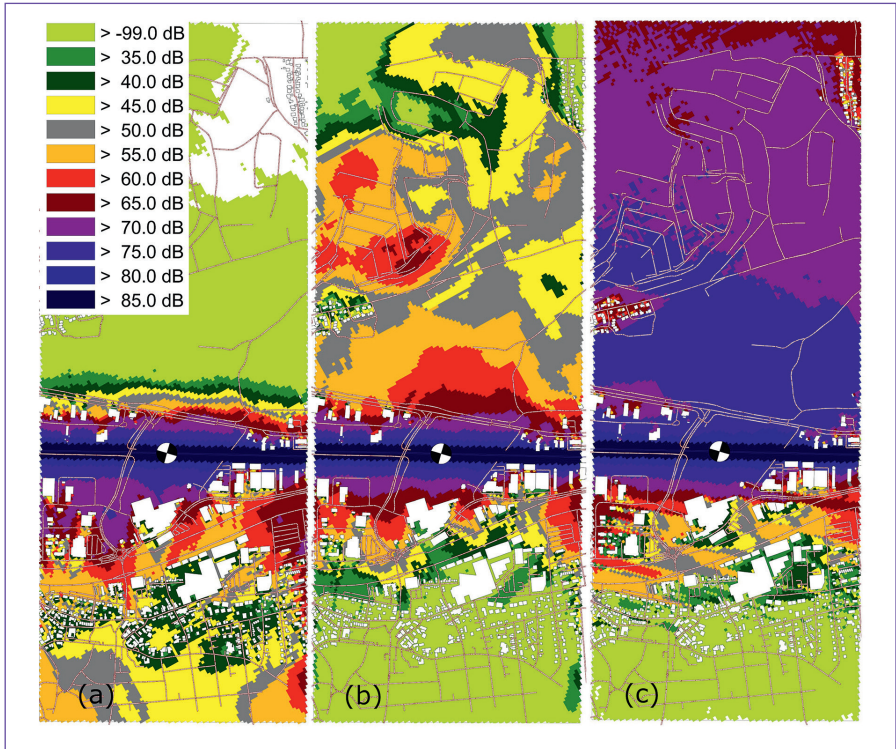 > -99.0 dB
> 35.0 dB
> 40.0 dB
> 45.0 dB
> 50.0 dB
> 55.0 dB
> 60.0 dB
> 65.0 dB
> 70.0 dB
> 75.0 dB
> 80.0 dB
> 85.0 dB
(a) (b) (c)